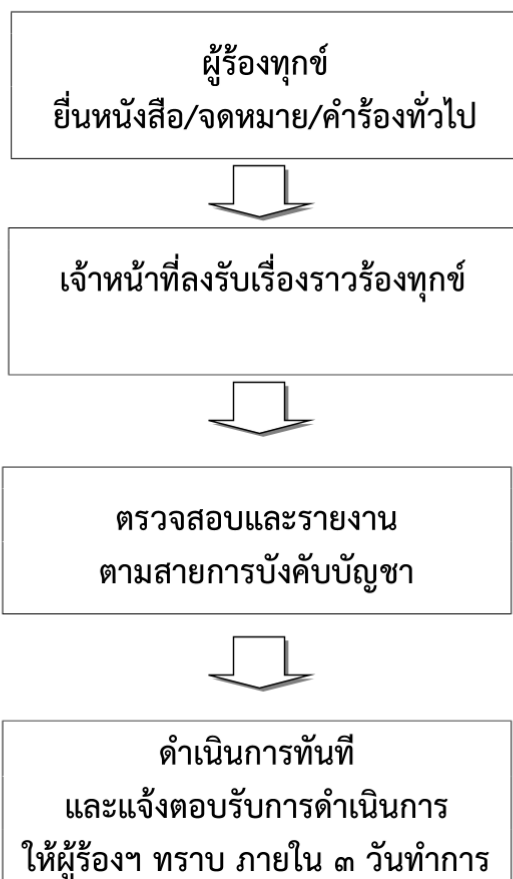 ผู้ร้องทุกข์
ยื่นหนังสือ/จดหมาย/คำร้องทั่วไป
เจ้าหน้าที่ลงรับเรื่องราวร้องทุกข์
ตรวจสอบและรายงาน
ตามสายการบังคับบัญชา
ดำเนินการทันที
และแจ้งตอบรับการดำเนินการ
ให้ผู้ร้องฯ ทราบ ภายใน ๓ วันทำการ